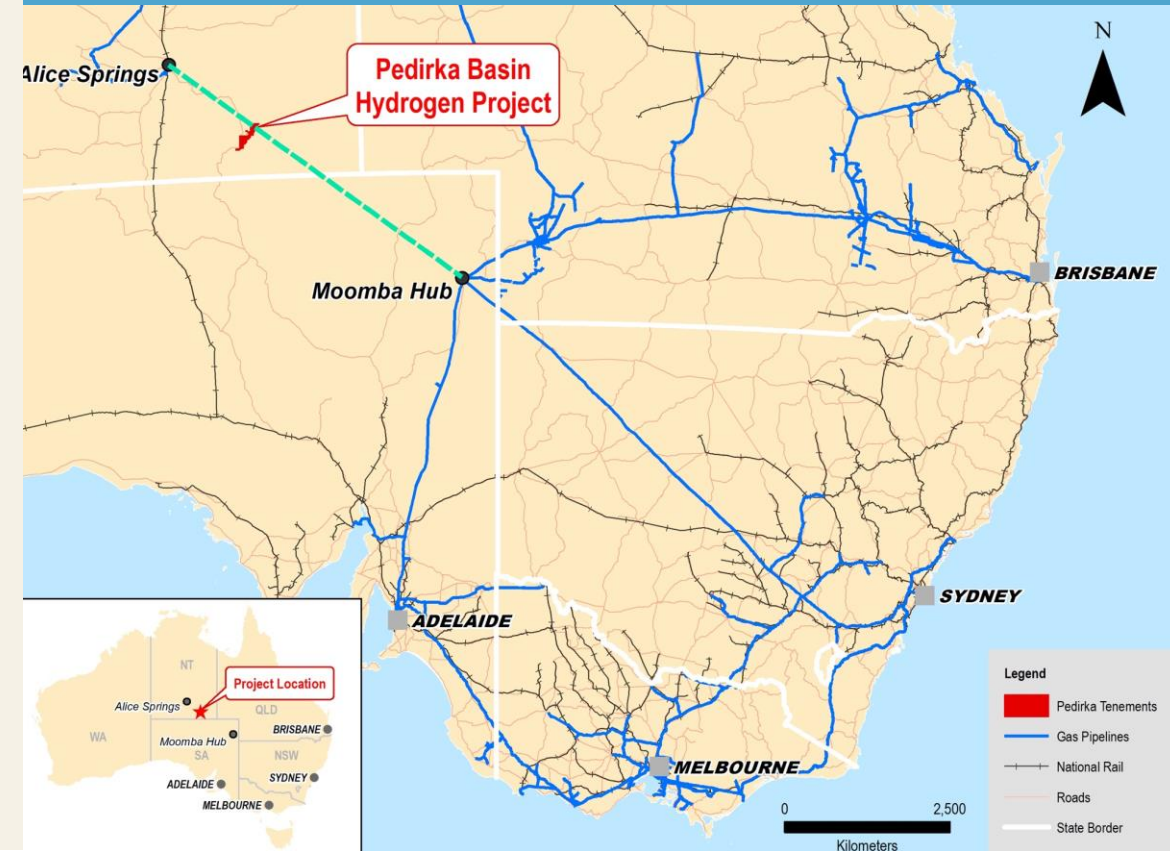 N
Alice Springs
Pedirka Basin
Hydrogen Project
Moomba Hub
BRISBANE
SYDNEY
ADELAIDE
MELBOURNE
NT
Project Location
Alice Springs
QLD
WA
BRISBANE
Moomba Hub
SA
NSW
SYDNEY
ADELAIDE
MELBOURNE
0 2,500
Kilometers
Legend
Pedirka Tenements
Gas Pipelines
National Rail
Roads
State Border